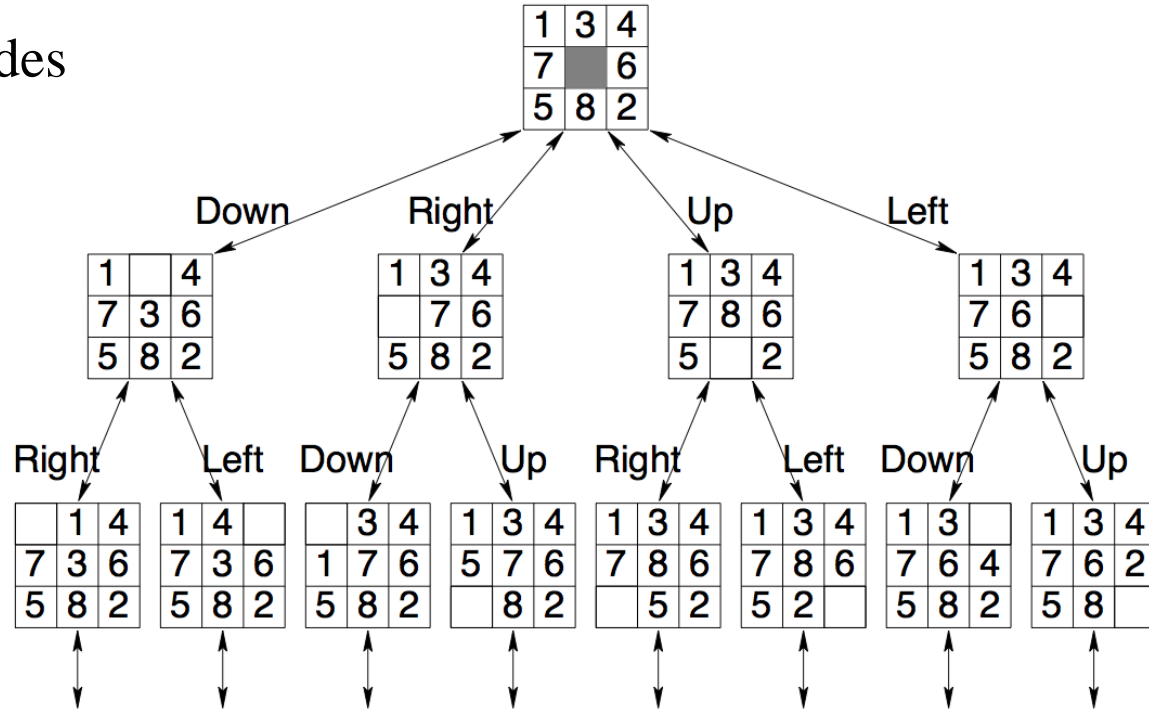 des
1 3 4
7 6
5 8 2
Down Right Up Left
1 4 1 3 4 1 3 4 1 3 4
7 3 6 7 6 7 8 6 7 6
5 8 2 5 8 2 5 2 5 8 2
Right Left Down Up Right Left Down Up
1 4 1 4 3 4 1 3 4 1 3 4 1 3 4 1 3 1 3 4
7 3 6 7 3 6 1 7 6 5 7 6 7 8 6 7 8 6 7 6 4 7 6 2
5 8 2 5 8 2 5 8 2 8 2 5 2 5 2 5 8 2 5 8